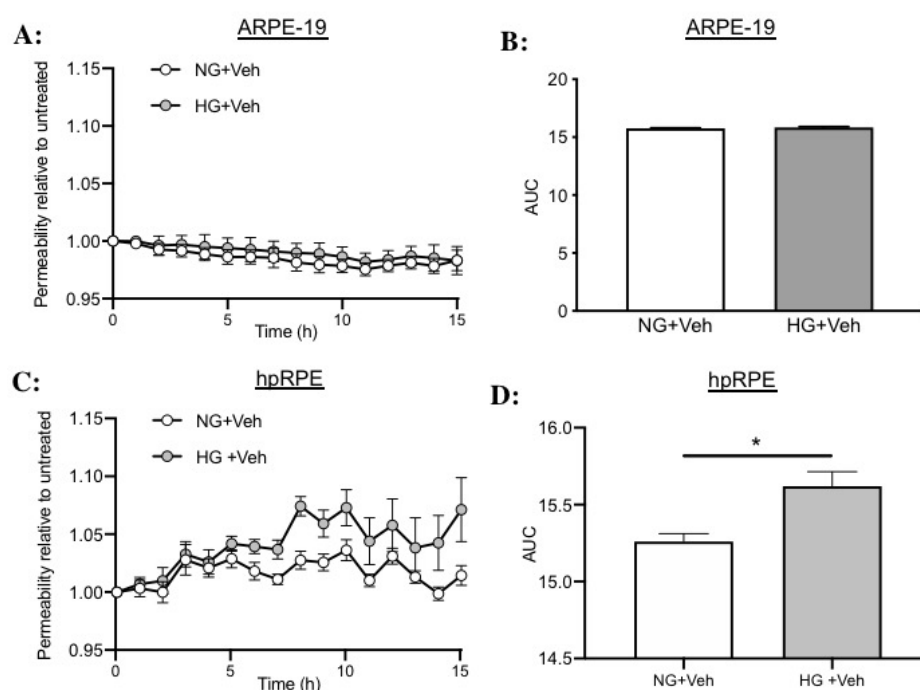 A:
ARPE-19
NG+Veh
HG+Veh
Permeability relative to untreated
1.15
1.10
1.05
1.00
0.95
0
5
10
15
Time (h)
B:
ARPE-19
AUC
20
15
10
5
0
NG+Veh
HG+Veh
C:
hpRPE
NG+Veh
HG +Veh
Permeability relative to untreated
1.15
1.10
1.05
1.00
0.95
0
5
10
15
Time (h)
D:
hpRPE
*
AUC
16.0
15.5
15.0
14.5
NG+Veh
HG +Veh